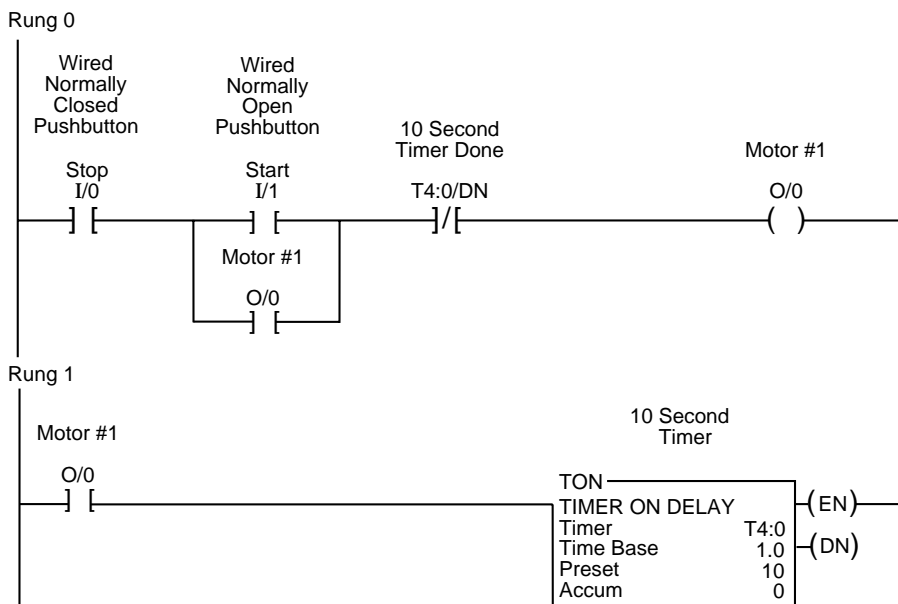 Rung 0
Wired
Normally
Closed
Pushbutton
Wired
Normally
Open
Pushbutton
10 Second
Timer Done
Motor #1
Stop
I/0
Start
I/1
T4:0/DN
O/0
Motor #1
O/0
Rung 1
10 Second
Timer
Motor #1
O/0
TON
TIMER ON DELAY
Timer T4:0
Time Base 1.0
Preset 10
Accum 0
(EN)
(DN)